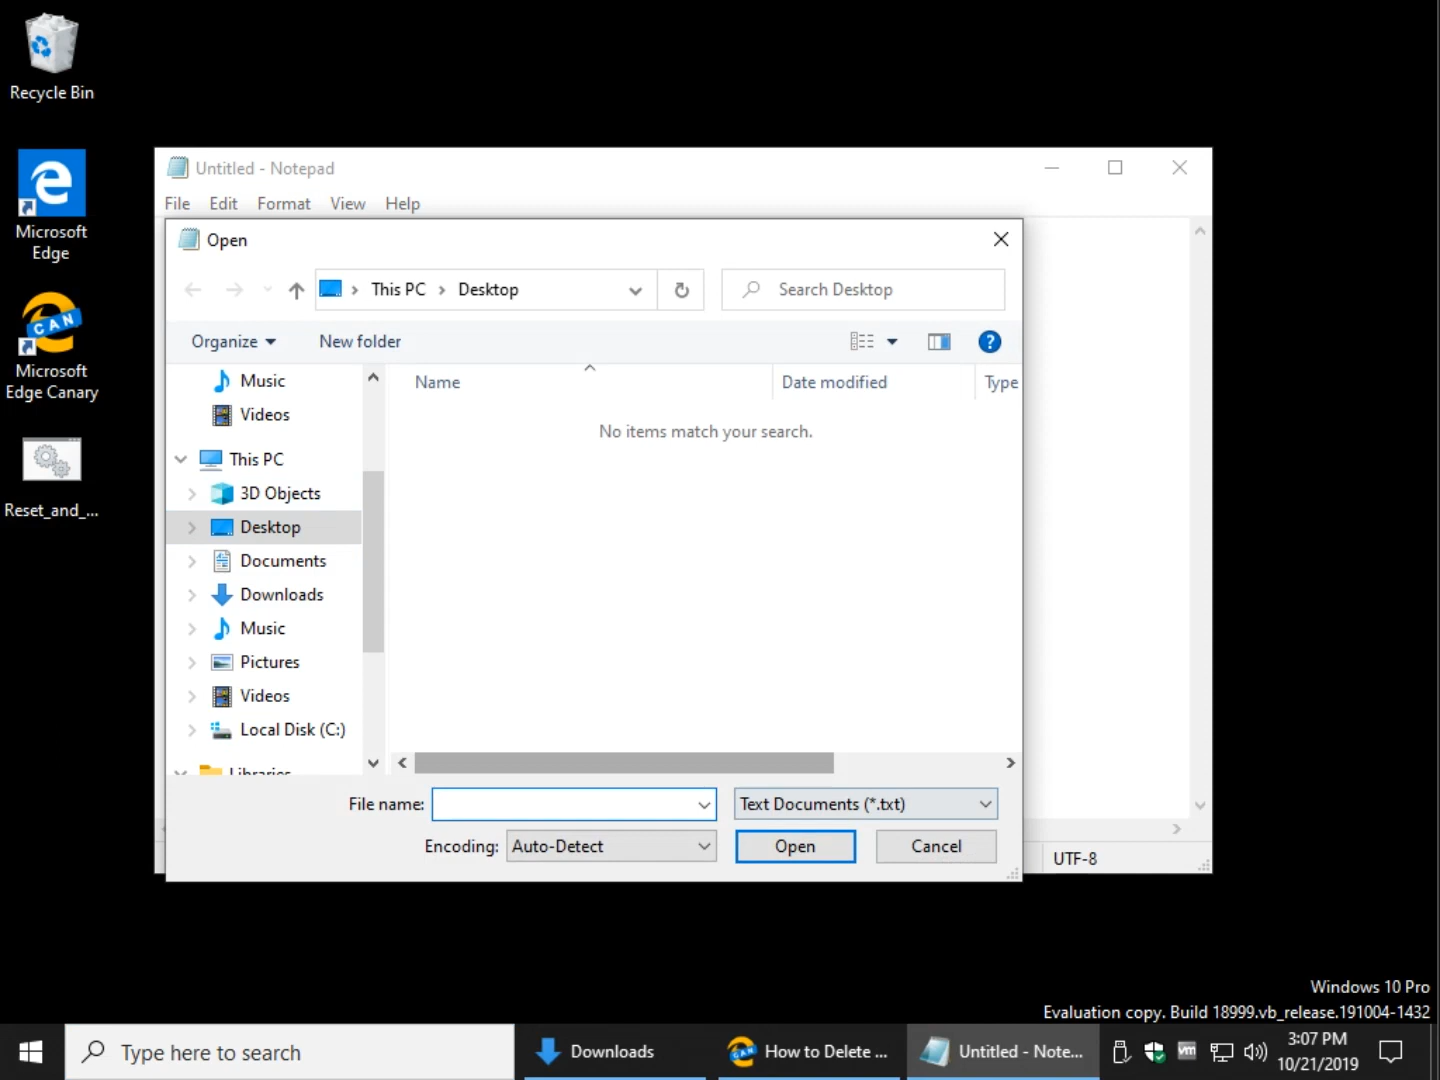 Recycle Bin
Microsoft
Edge
CAN
Microsoft
Edge Canary
Reset_and_...
Untitled - Notepad
File Edit Format View Help
Open
This PC Desktop
Search Desktop
Organize New folder
?
Music
Videos
This PC
3D Objects
Desktop
Documents
Downloads
Music
Pictures
Videos
Local Disk (C:)
Libraries
Name Date modified Type
No items match your search.
File name:
Text Documents (*.txt)
Encoding: Auto-Detect
Open Cancel
UTF-8
Windows 10 Pro
Evaluation copy. Build 18999.vb_release.191004-1432
Type here to search
Downloads
CAN
How to Delete ...
Untitled - Note...
vm
3:07 PM
10/21/2019